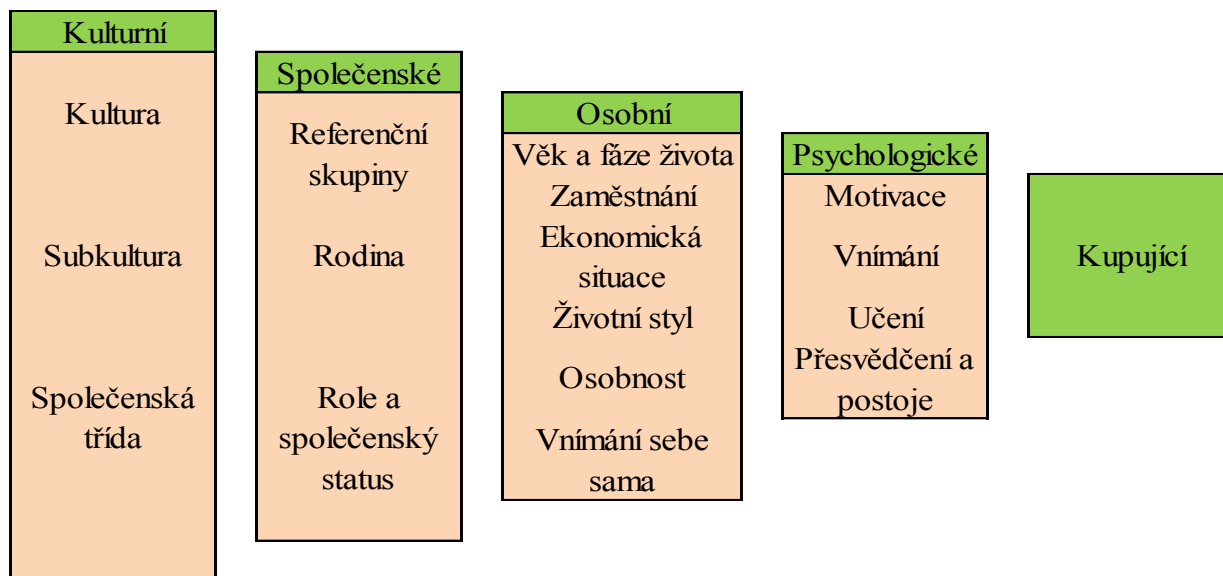 Kulturní
Kultura
Subkultura
Společenská
třída
Společenské
Referenční
skupiny
Rodina
Role a
společenský
status
Osobní
Věk a fáze života
Zaměstnání
Ekonomická
situace
Životní styl
Osobnost
Vnímání sebe
sama
Psychologické
Motivace
Vnímání
Učení
Přesvědčení a
postoje
Kupující